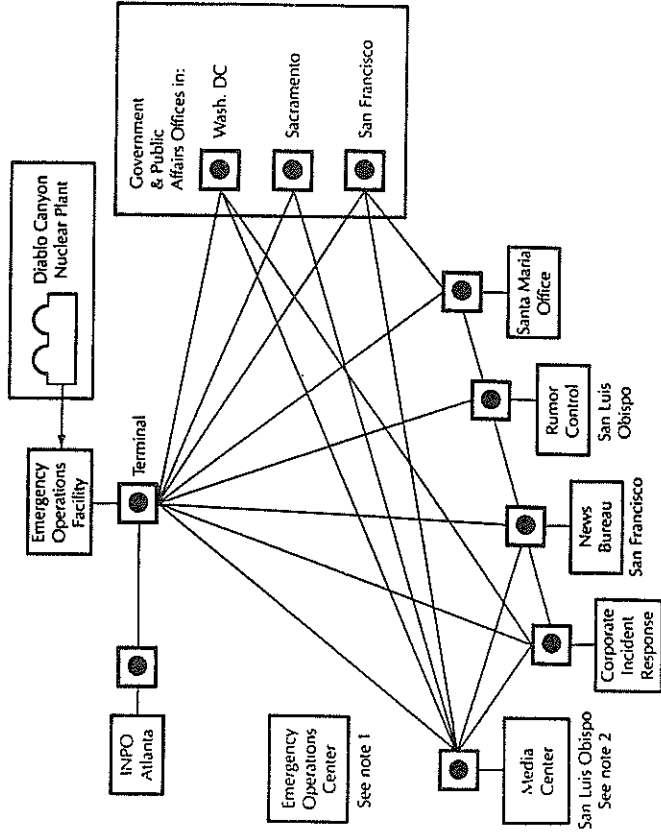 Diablo Canyon
Nuclear Plant
Emergency
Operations
Facility
Terminal
INPO
Atlanta
Government
& Public
Affairs Offices in:
Wash. DC
Sacramento
San Francisco
Emergency
Operations
Center
See note 1
Media
Center
San Luis Obispo
See note 2
Corporate
Incident
Response
News
Bureau
San Francisco
Rumor
Control
San Luis
Obispo
Santa Maria
Office